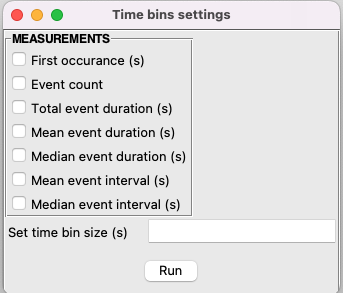 Time bins settings
MEASUREMENTS
First occurance (s)
Event count
Total event duration (s)
Mean event duration (s)
Median event duration (s)
Mean event interval (s)
Median event interval (s)
Set time bin size (s)
Run